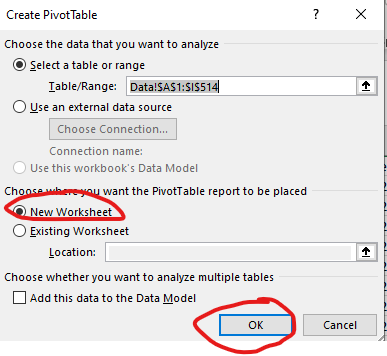 Create PivotTable
Choose the data that you want to analyze
Select a table or range
Table/Range: Data!$A$1:$I$514
Use an external data source
Choose Connection...
Connection name:
Use this workbook's Data Model
Choose where you want the PivotTable report to be placed
New Worksheet
Existing Worksheet
Location:
Choose whether you want to analyze multiple tables
Add this data to the Data Model
OK Cancel